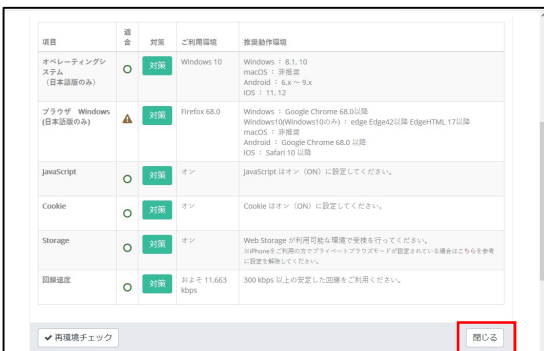 項目 適合 対策 ご利用環境 推奨動作環境
オペレーティングシステム（日本語版のみ） 対策 Windows 10 Windows ： 8.1, 10
macOS ： 非推奨
Android ： 6.x ～ 9.x
iOS ： 11, 12
ブラウザ Windows (日本語版のみ) 対策 Firefox 68.0 Windows ： Google Chrome 68.0以降
Windows10(Windows10のみ) ： edge Edge42以降 EdgeHTML 17以降
macOS ： 非推奨
Android ： Google Chrome 68.0 以降
iOS ： Safari 10 以降
JavaScript 対策 オン JavaScript はオン（ON）に設定してください。
Cookie 対策 オン Cookie はオン（ON）に設定してください。
Storage 対策 オン Web Storage が利用可能な環境で受検を行ってください。
※iPhoneをご利用の方でプライベートブラウズモードが設定されている場合はこちらを参考
に設定を解除してください。
回線速度 対策 およそ 11,663 kbps 300 kbps 以上の安定した回線をご利用ください。
再環境チェック 閉じる